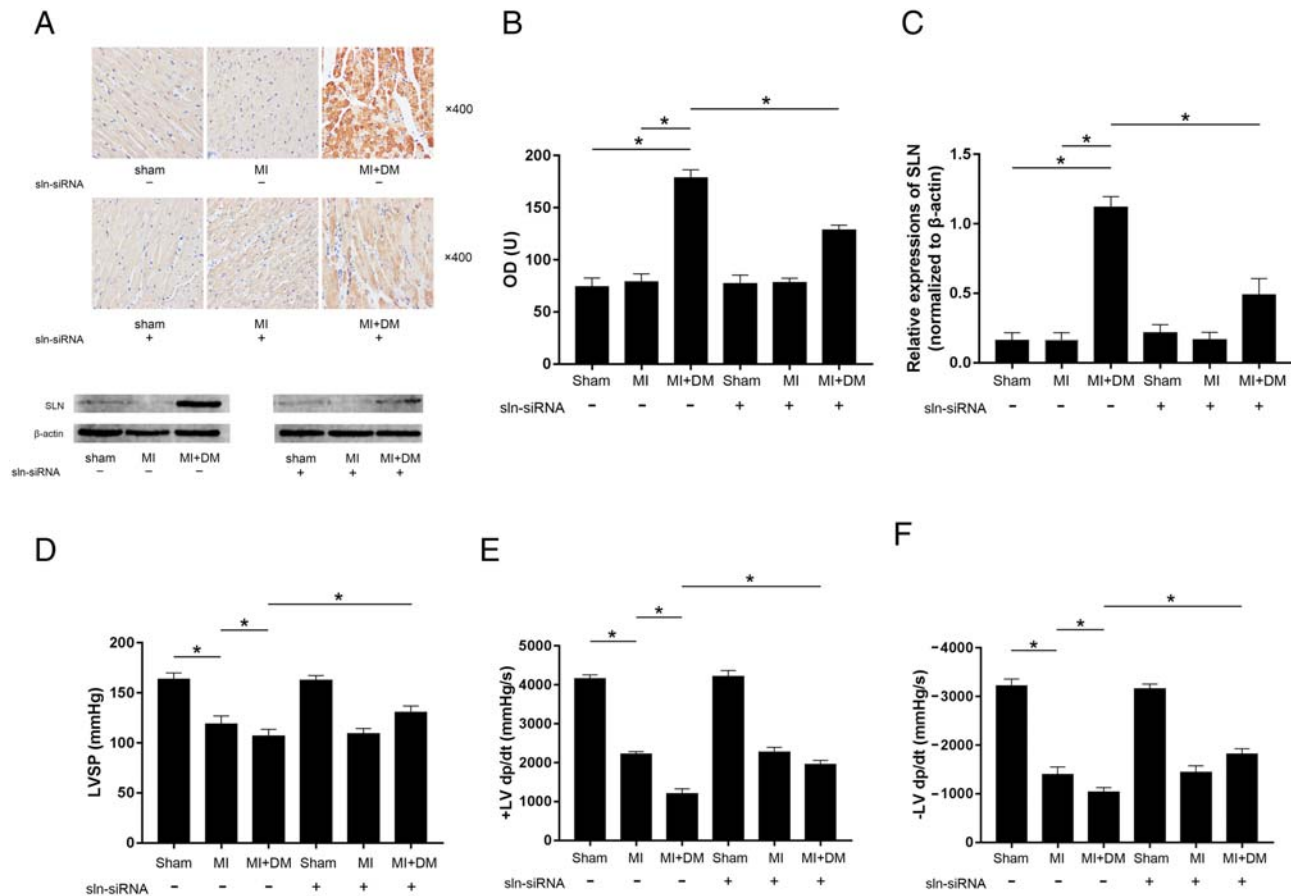 A
×400
sham MI MI+DM
sln-siRNA − − −
×400
sham MI MI+DM
sln-siRNA + + +
SLN
β-actin
sham MI MI+DM sham MI MI+DM
sln-siRNA − − − + + +
B
* * *
OD (U)
200
150
100
50
0
Sham MI MI+DM Sham MI MI+DM
sln-siRNA − − − + + +
C
* * *
Relative expressions of SLN
(normalized to β-actin)
1.5
1.0
0.5
0.0
Sham MI MI+DM Sham MI MI+DM
sln-siRNA − − − + + +
D
* * *
LVSP (mmHg)
200
150
100
50
0
Sham MI MI+DM Sham MI MI+DM
sln-siRNA − − − + + +
E
* * *
+LV dp/dt (mmHg/s)
5000
4000
3000
2000
1000
0
Sham MI MI+DM Sham MI MI+DM
sln-siRNA − − − + + +
F
* * *
-LV dp/dt (mmHg/s)
−4000
−3000
−2000
−1000
0
Sham MI MI+DM Sham MI MI+DM
sln-siRNA − − − + + +